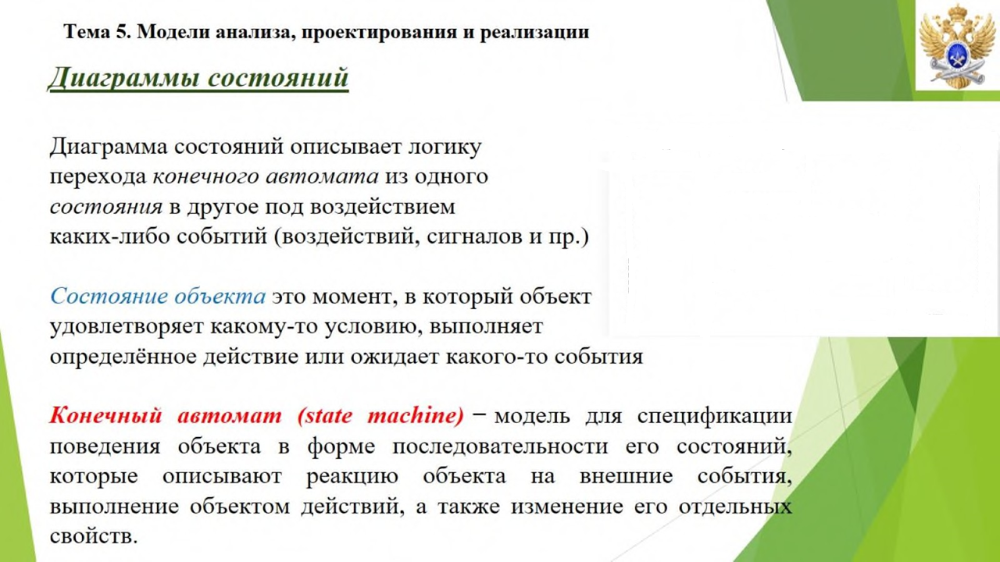 Тема 5. Модели анализа, проектирования и реализации
Диаграммы состояний
Диаграмма состояний описывает логику
перехода конечного автомата из одного
состояния в другое под воздействием
каких-либо событий (воздействий, сигналов и пр.)
Состояние объекта это момент, в который объект
удовлетворяет какому-то условию, выполняет
определённое действие или ожидает какого-то события
Конечный автомат (state machine) – модель для спецификации
поведения объекта в форме последовательности его состояний,
которые описывают реакцию объекта на внешние события,
выполнение объектом действий, а также изменение его отдельных
свойств.